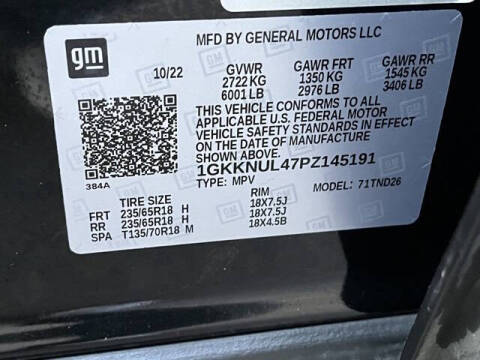 gm
MFD BY GENERAL MOTORS LLC
10/22 GVWR GAWR FRT GAWR RR
2722 KG 1350 KG 1545 KG
6001 LB 2976 LB 3406 LB
THIS VEHICLE CONFORMS TO ALL
APPLICABLE U.S. FEDERAL MOTOR
VEHICLE SAFETY STANDARDS IN EFFECT
ON THE DATE OF MANUFACTURE
SHOWN ABOVE.
1GKKNUL47PZ145191
384A TYPE: MPV MODEL: 71TND26
TIRE SIZE RIM
FRT 235/65R18 H 18X7.5J
RR 235/65R18 H 18X7.5J
SPA T135/70R18 M 18X4.5B